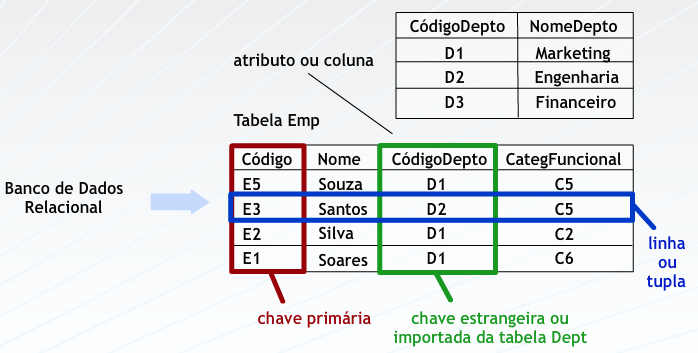 CódigoDepto NomeDepto
D1 Marketing
D2 Engenharia
D3 Financeiro
atributo ou coluna
Tabela Emp
Código Nome CódigoDepto CategFuncional
E5 Souza D1 C5
E3 Santos D2 C5
E2 Silva D1 C2
E1 Soares D1 C6
Banco de Dados
Relacional
linha
ou
tupla
chave primária
chave estrangeira ou
importada da tabela Dept